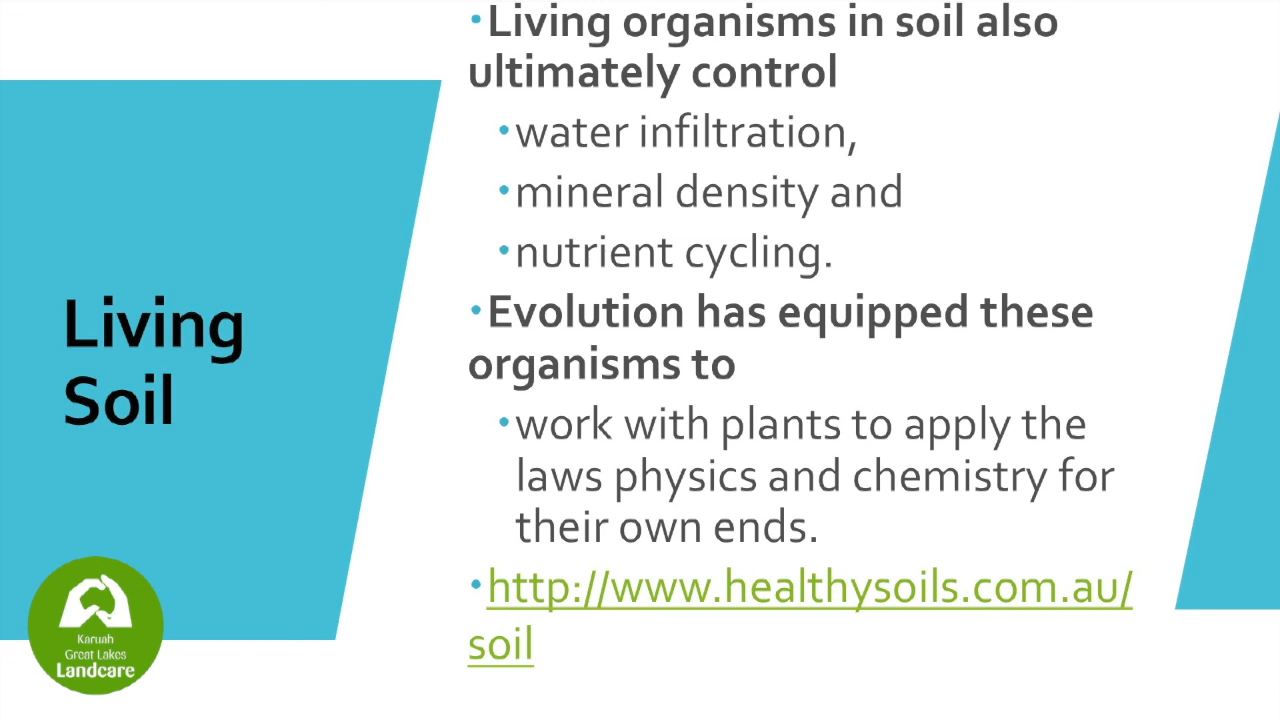 Living
Soil
•Living organisms in soil also
ultimately control
•water infiltration,
•mineral density and
•nutrient cycling.
•Evolution has equipped these
organisms to
•work with plants to apply the
laws physics and chemistry for
their own ends.
•http://www.healthysoils.com.au/
soil
Karuah
Great Lakes
Landcare